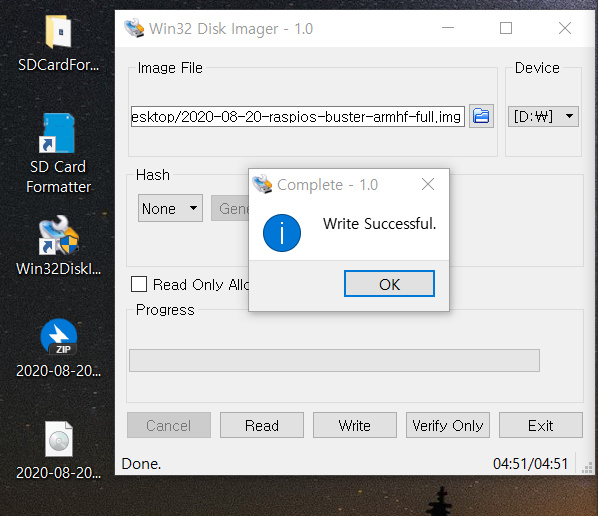 SDCardFor...
SD Card
Formatter
Win32DiskI...
ZIP
2020-08-20...
2020-08-20...
Win32 Disk Imager - 1.0
Image File
Device
esktop/2020-08-20-raspios-buster-armhf-full.img
[D:₩]
Hash
None
Gene
Complete - 1.0
Write Successful.
OK
Read Only Allo
Progress
Cancel
Read
Write
Verify Only
Exit
Done.
04:51/04:51